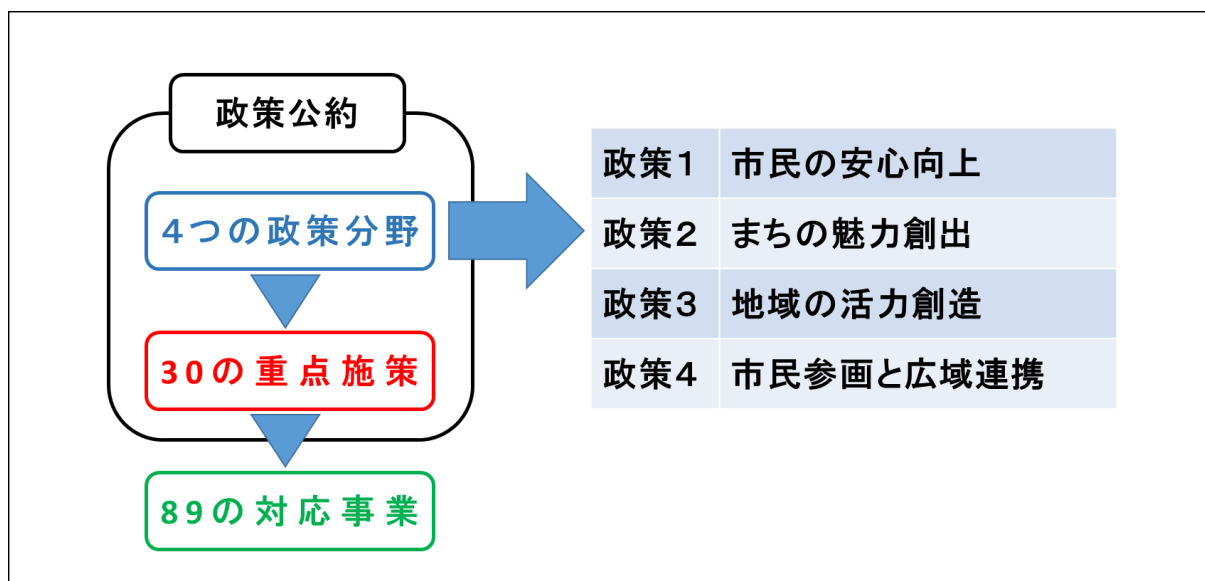 政策公約
4つの政策分野
30の重点施策
89の対応事業
政策1 市民の安心向上
政策2 まちの魅力創出
政策3 地域の活力創造
政策4 市民参画と広域連携